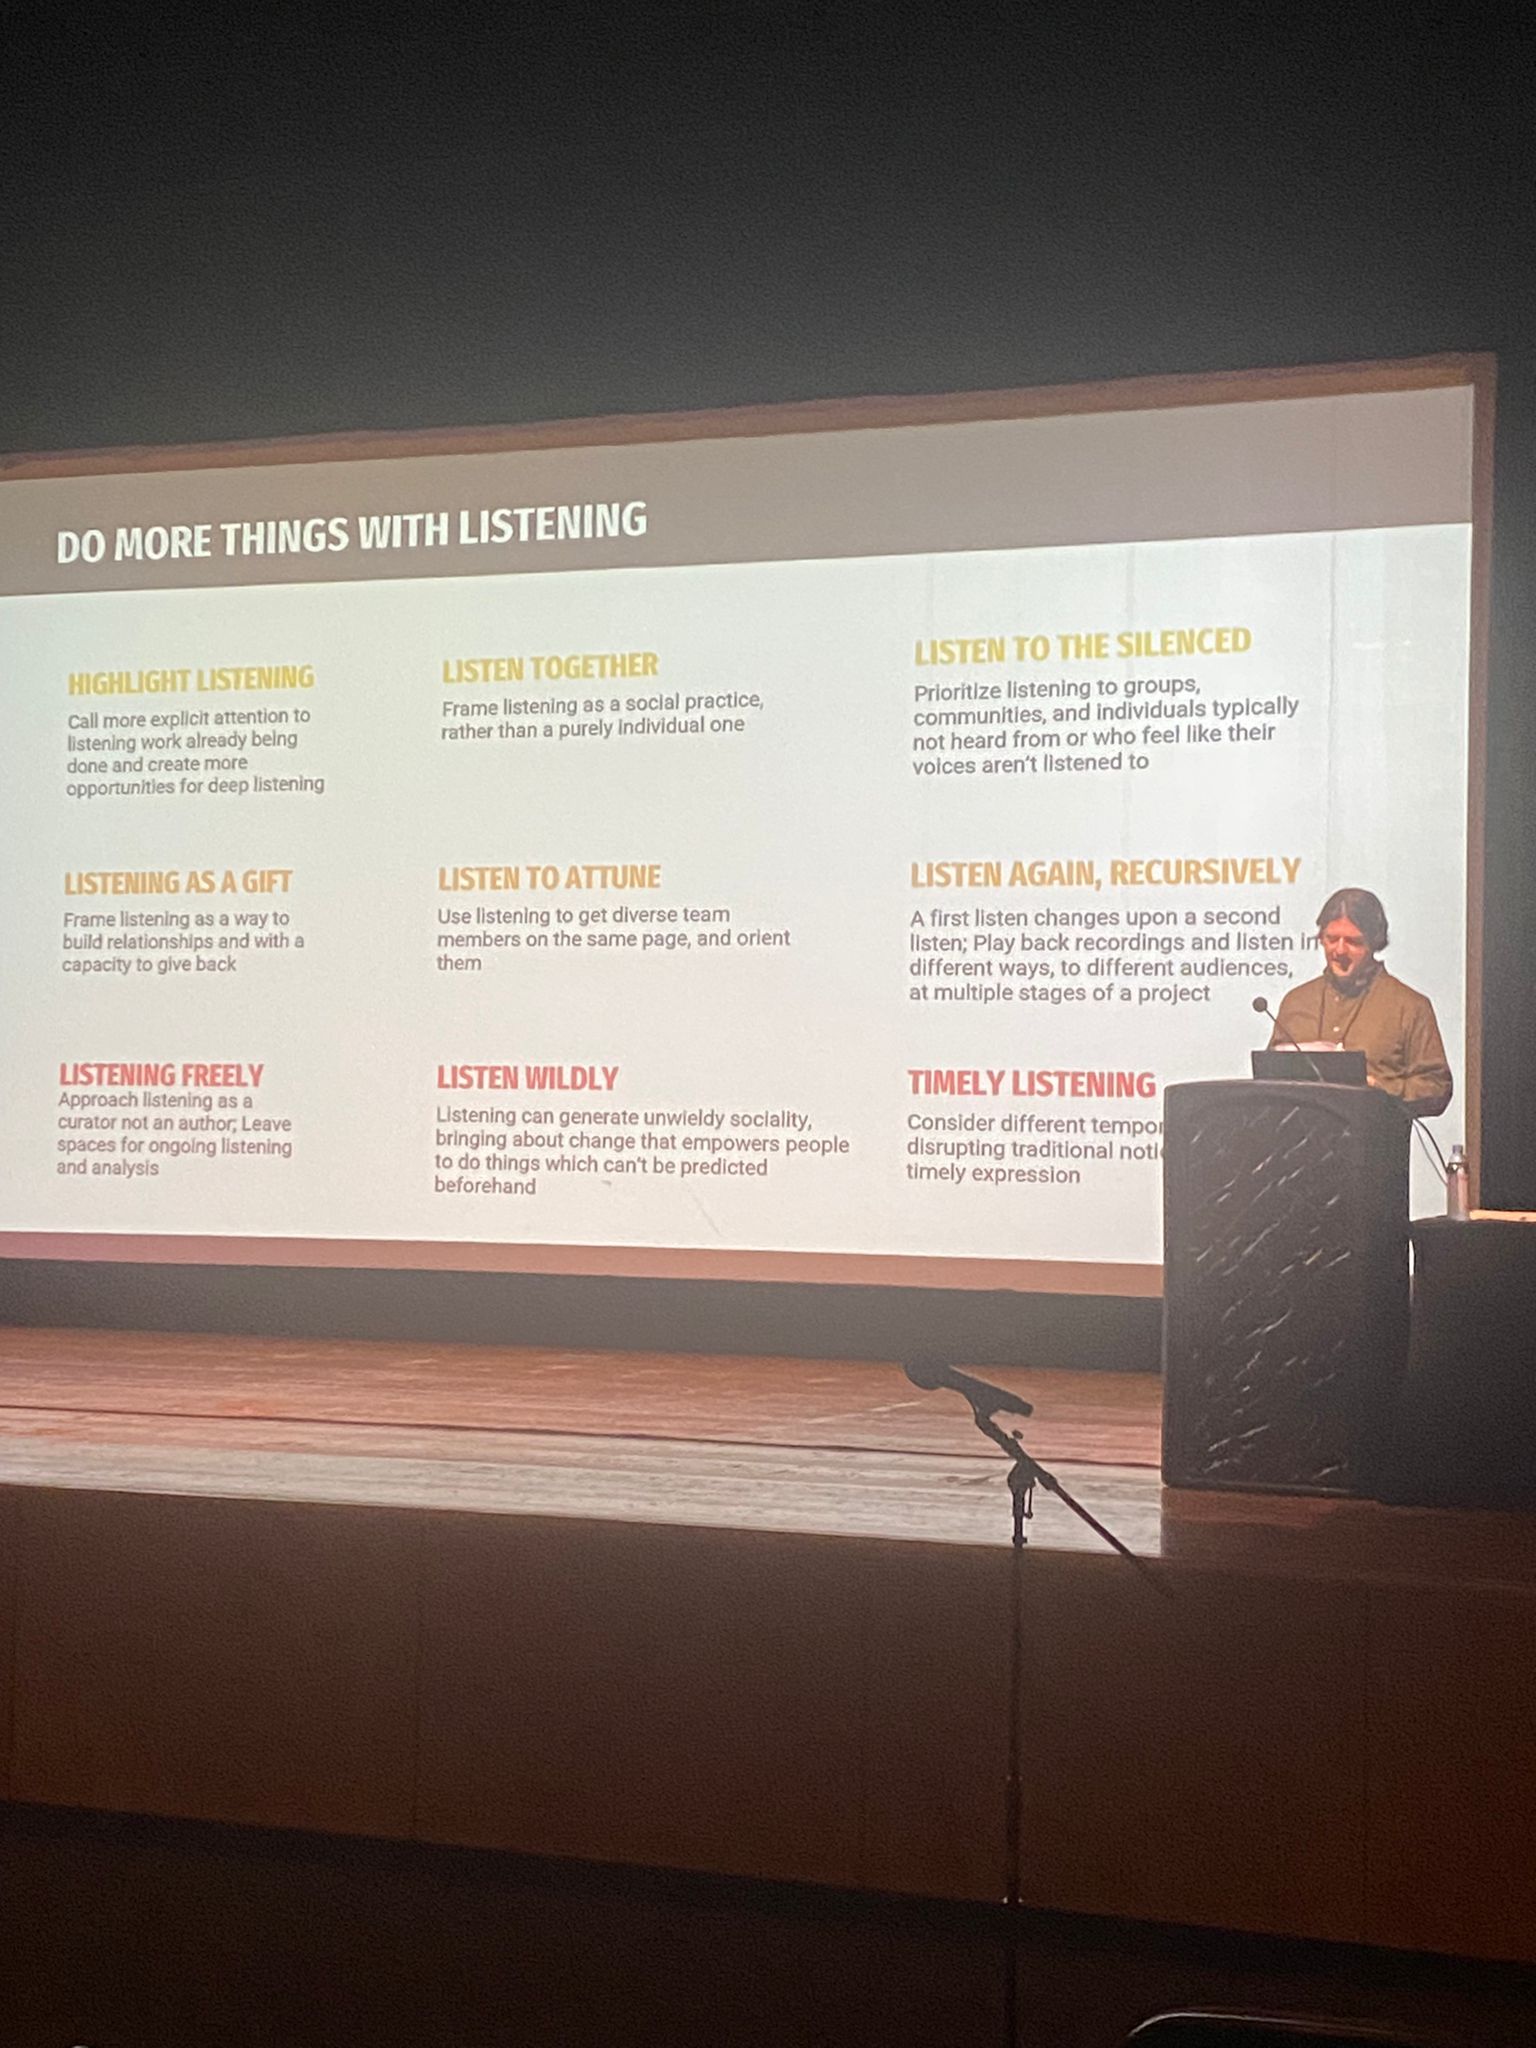 DO MORE THINGS WITH LISTENING
HIGHLIGHT LISTENING
Call more explicit attention to
listening work already being
done and create more
opportunities for deep listening
LISTEN TOGETHER
Frame listening as a social practice,
rather than a purely individual one
LISTEN TO THE SILENCED
Prioritize listening to groups,
communities, and individuals typically
not heard from or who feel like their
voices aren't listened to
LISTENING AS A GIFT
Frame listening as a way to
build relationships and with a
capacity to give back
LISTEN TO ATTUNE
Use listening to get diverse team
members on the same page, and orient
them
LISTEN AGAIN, RECURSIVELY
A first listen changes upon a second
listen; Play back recordings and listen in
different ways, to different audiences,
at multiple stages of a project
LISTENING FREELY
Approach listening as a
curator not an author; Leave
spaces for ongoing listening
and analysis
LISTEN WILDLY
Listening can generate unwieldy sociality,
bringing about change that empowers people
to do things which can't be predicted
beforehand
TIMELY LISTENING
Consider different
disrupting traditional
timely expression